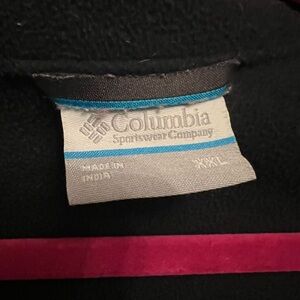 Columbia
Sportswear Company
MADE IN
INDIA
XXL